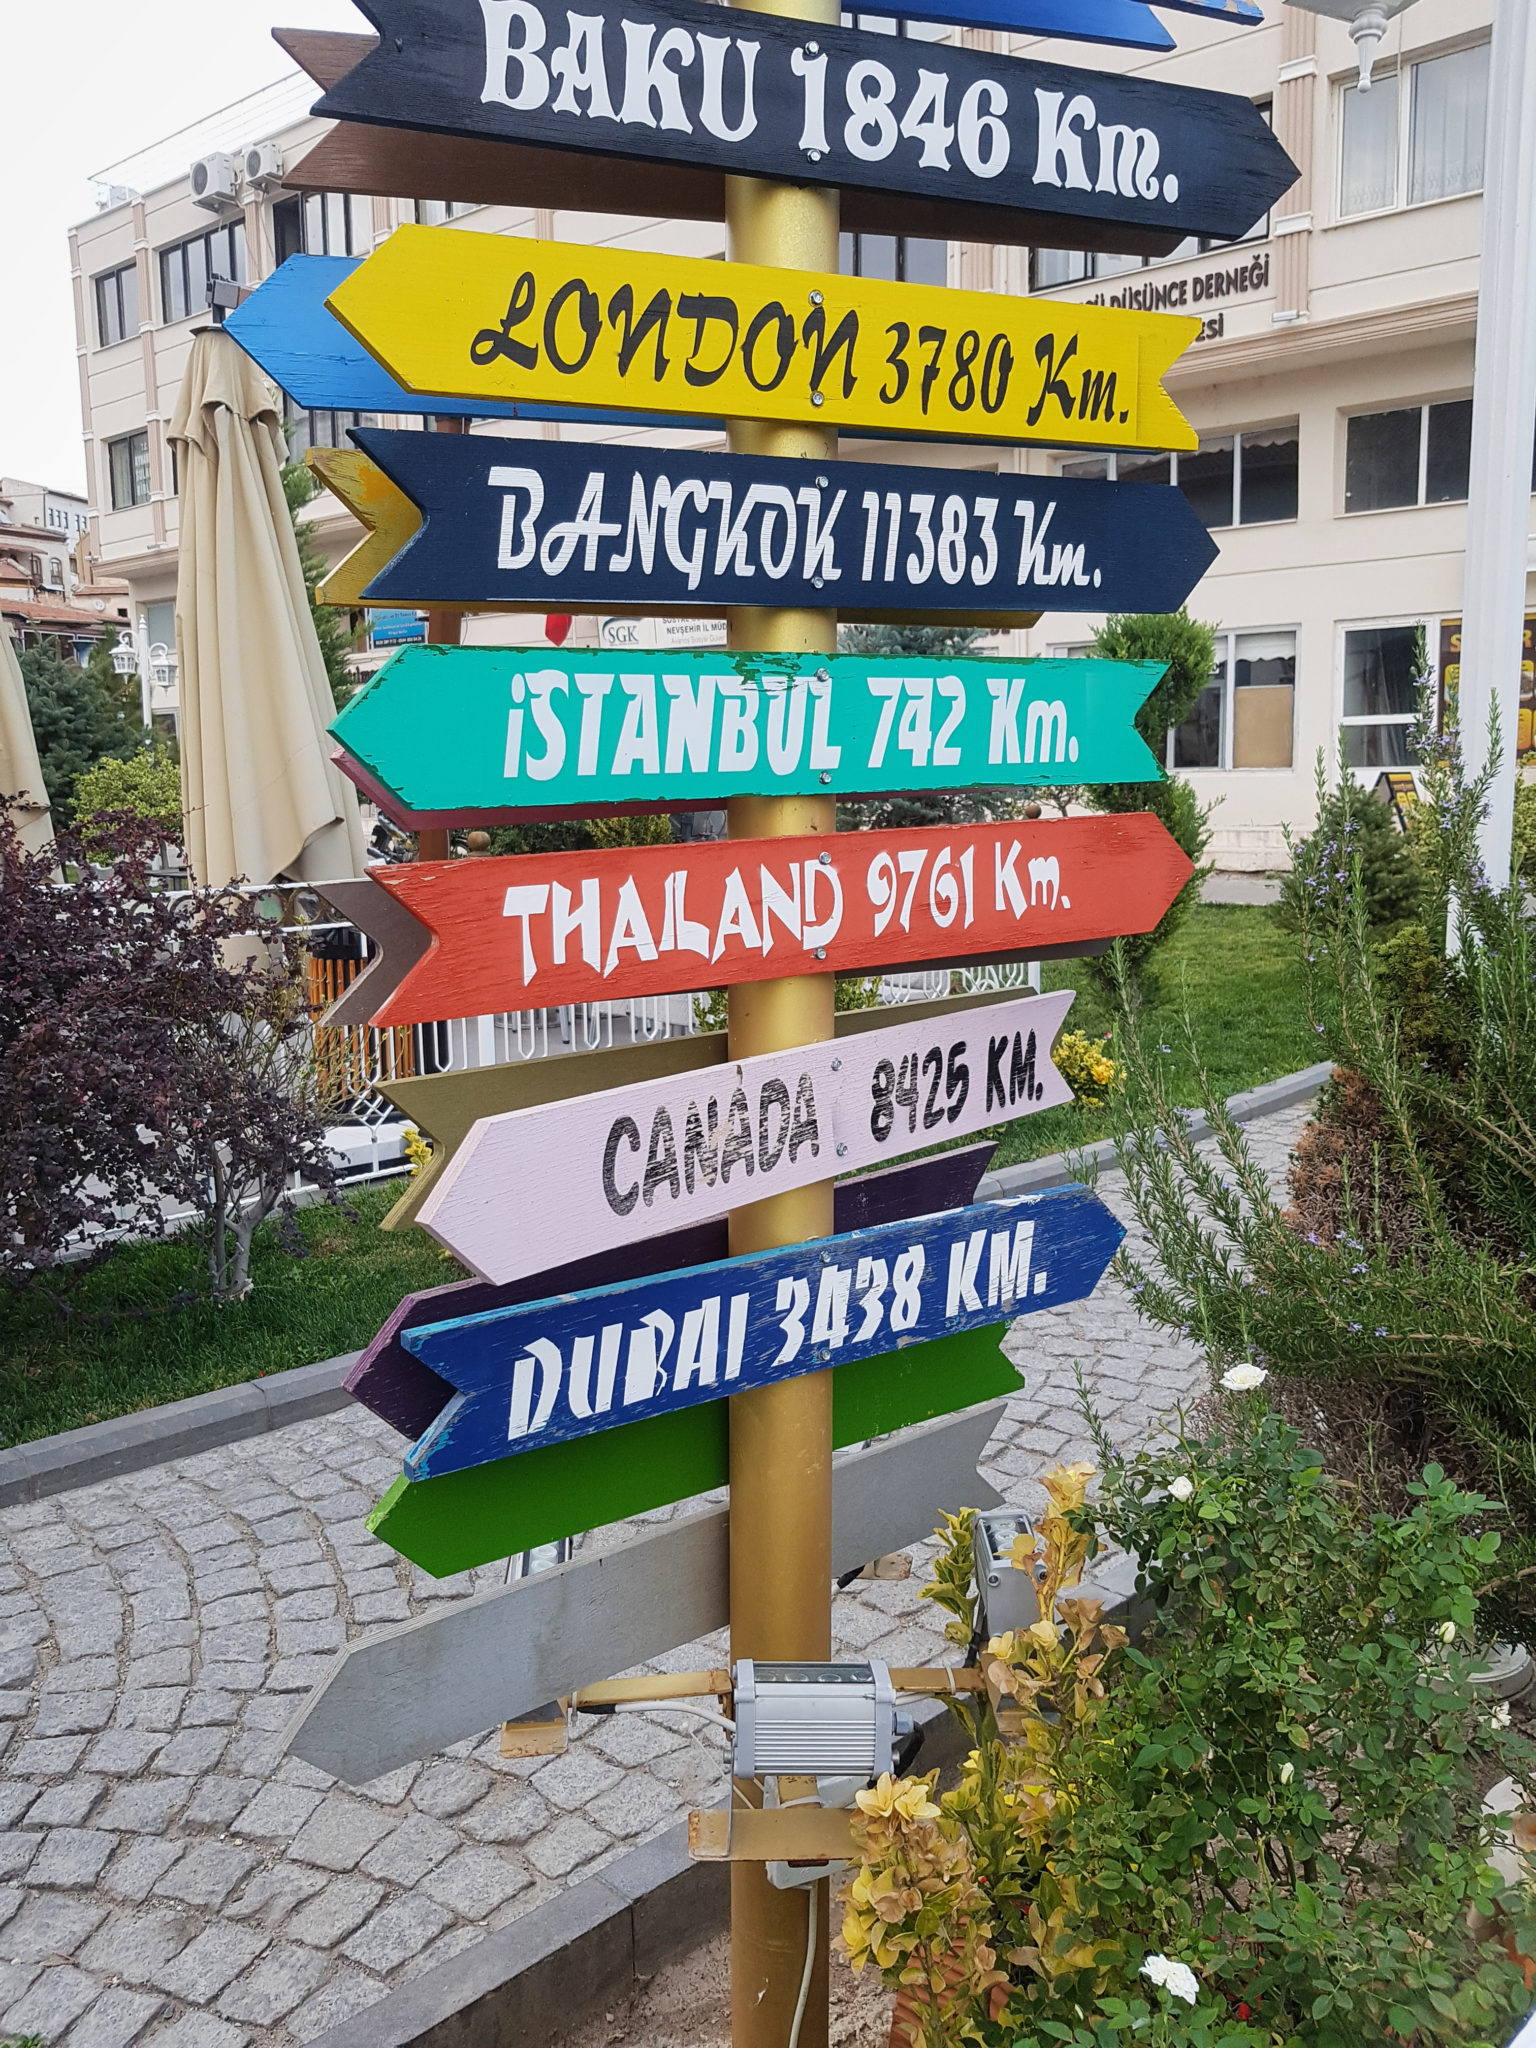 BAKU 1846 Km.
LONDON 3780 Km.
DÜŞÜNCE DERNEĞİ
BANGKOK 11383 Km.
SGK
NEVŞEHİR İL MÜD
İSTANBUL 742 Km.
THAILAND 9761 Km.
CANADA 8425 KM.
DUBAI 3438 KM.